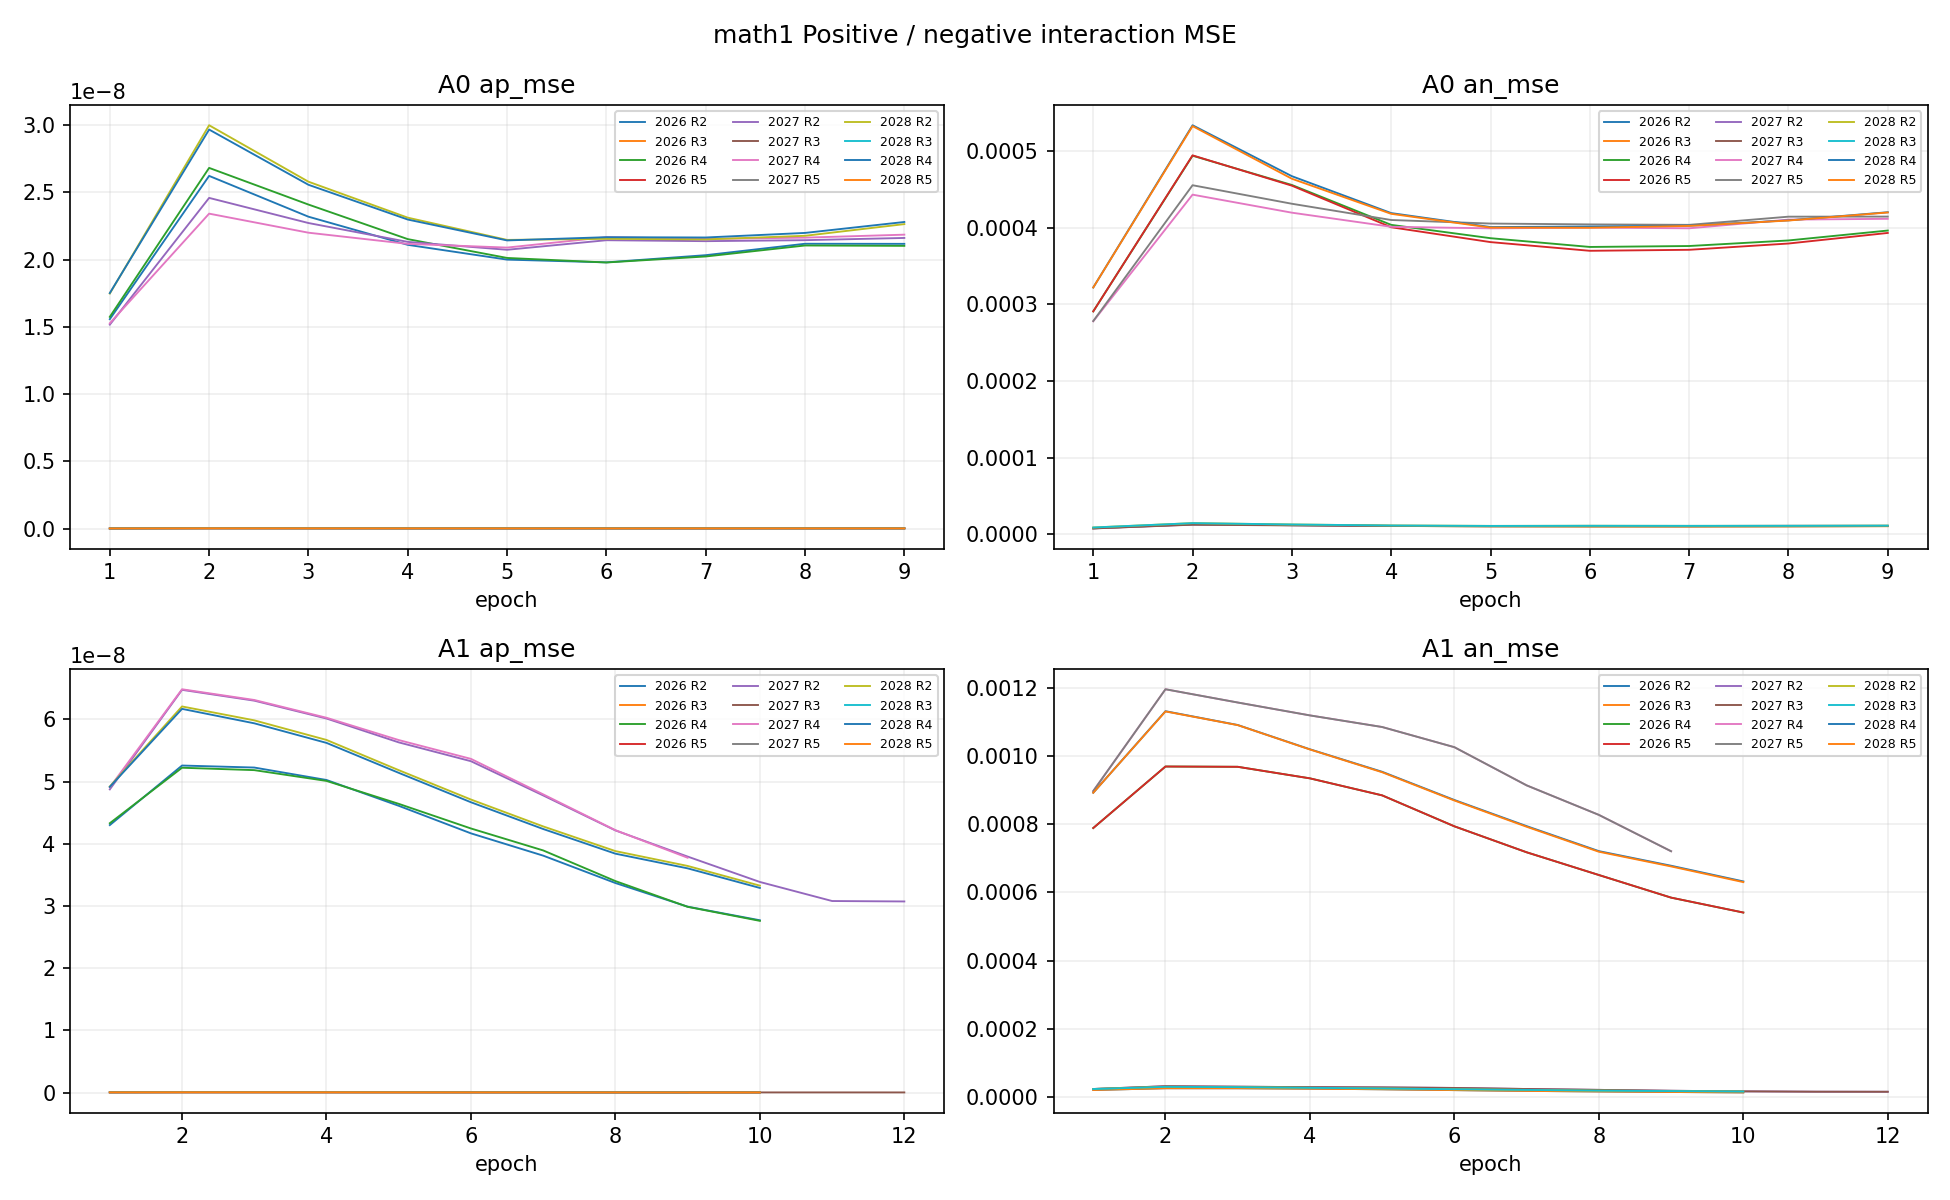 math1 Positive / negative interaction MSE
A0 ap_mse
1e−8
3.0
2.5
2.0
1.5
1.0
0.5
0.0
1 2 3 4 5 6 7 8 9
epoch
2026 R2 2027 R2 2028 R2
2026 R3 2027 R3 2028 R3
2026 R4 2027 R4 2028 R4
2026 R5 2027 R5 2028 R5
A0 an_mse
0.0005
0.0004
0.0003
0.0002
0.0001
0.0000
1 2 3 4 5 6 7 8 9
epoch
2026 R2 2027 R2 2028 R2
2026 R3 2027 R3 2028 R3
2026 R4 2027 R4 2028 R4
2026 R5 2027 R5 2028 R5
A1 ap_mse
1e−8
6
5
4
3
2
1
0
2 4 6 8 10 12
epoch
2026 R2 2027 R2 2028 R2
2026 R3 2027 R3 2028 R3
2026 R4 2027 R4 2028 R4
2026 R5 2027 R5 2028 R5
A1 an_mse
0.0012
0.0010
0.0008
0.0006
0.0004
0.0002
0.0000
2 4 6 8 10 12
epoch
2026 R2 2027 R2 2028 R2
2026 R3 2027 R3 2028 R3
2026 R4 2027 R4 2028 R4
2026 R5 2027 R5 2028 R5